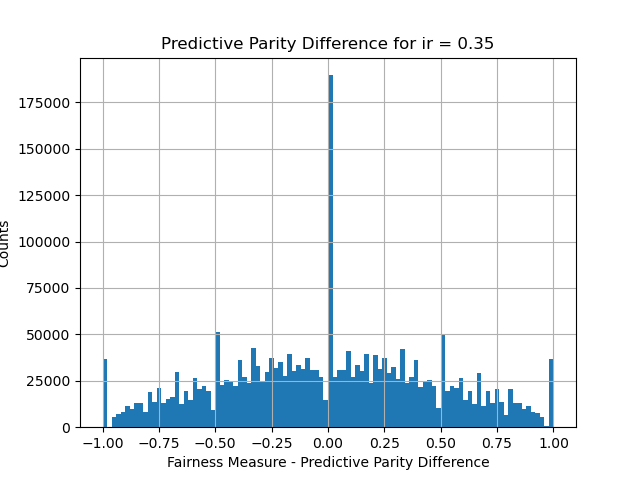 Predictive Parity Difference for ir = 0.35
175000
150000
125000
100000
75000
50000
25000
0
Counts
−1.00 −0.75 −0.50 −0.25 0.00 0.25 0.50 0.75 1.00
Fairness Measure - Predictive Parity Difference